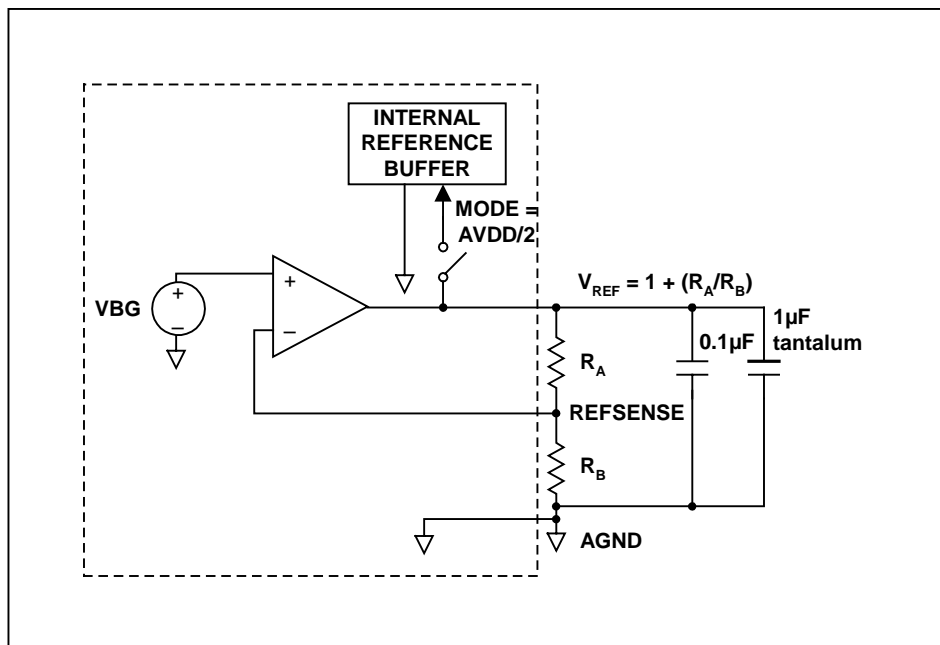 INTERNAL
REFERENCE
BUFFER
MODE =
AVDD/2
+
−
VBG
+
−
V_REF = 1 + (R_A/R_B)
0.1µF
1µF
tantalum
R_A
REFSENSE
R_B
AGND